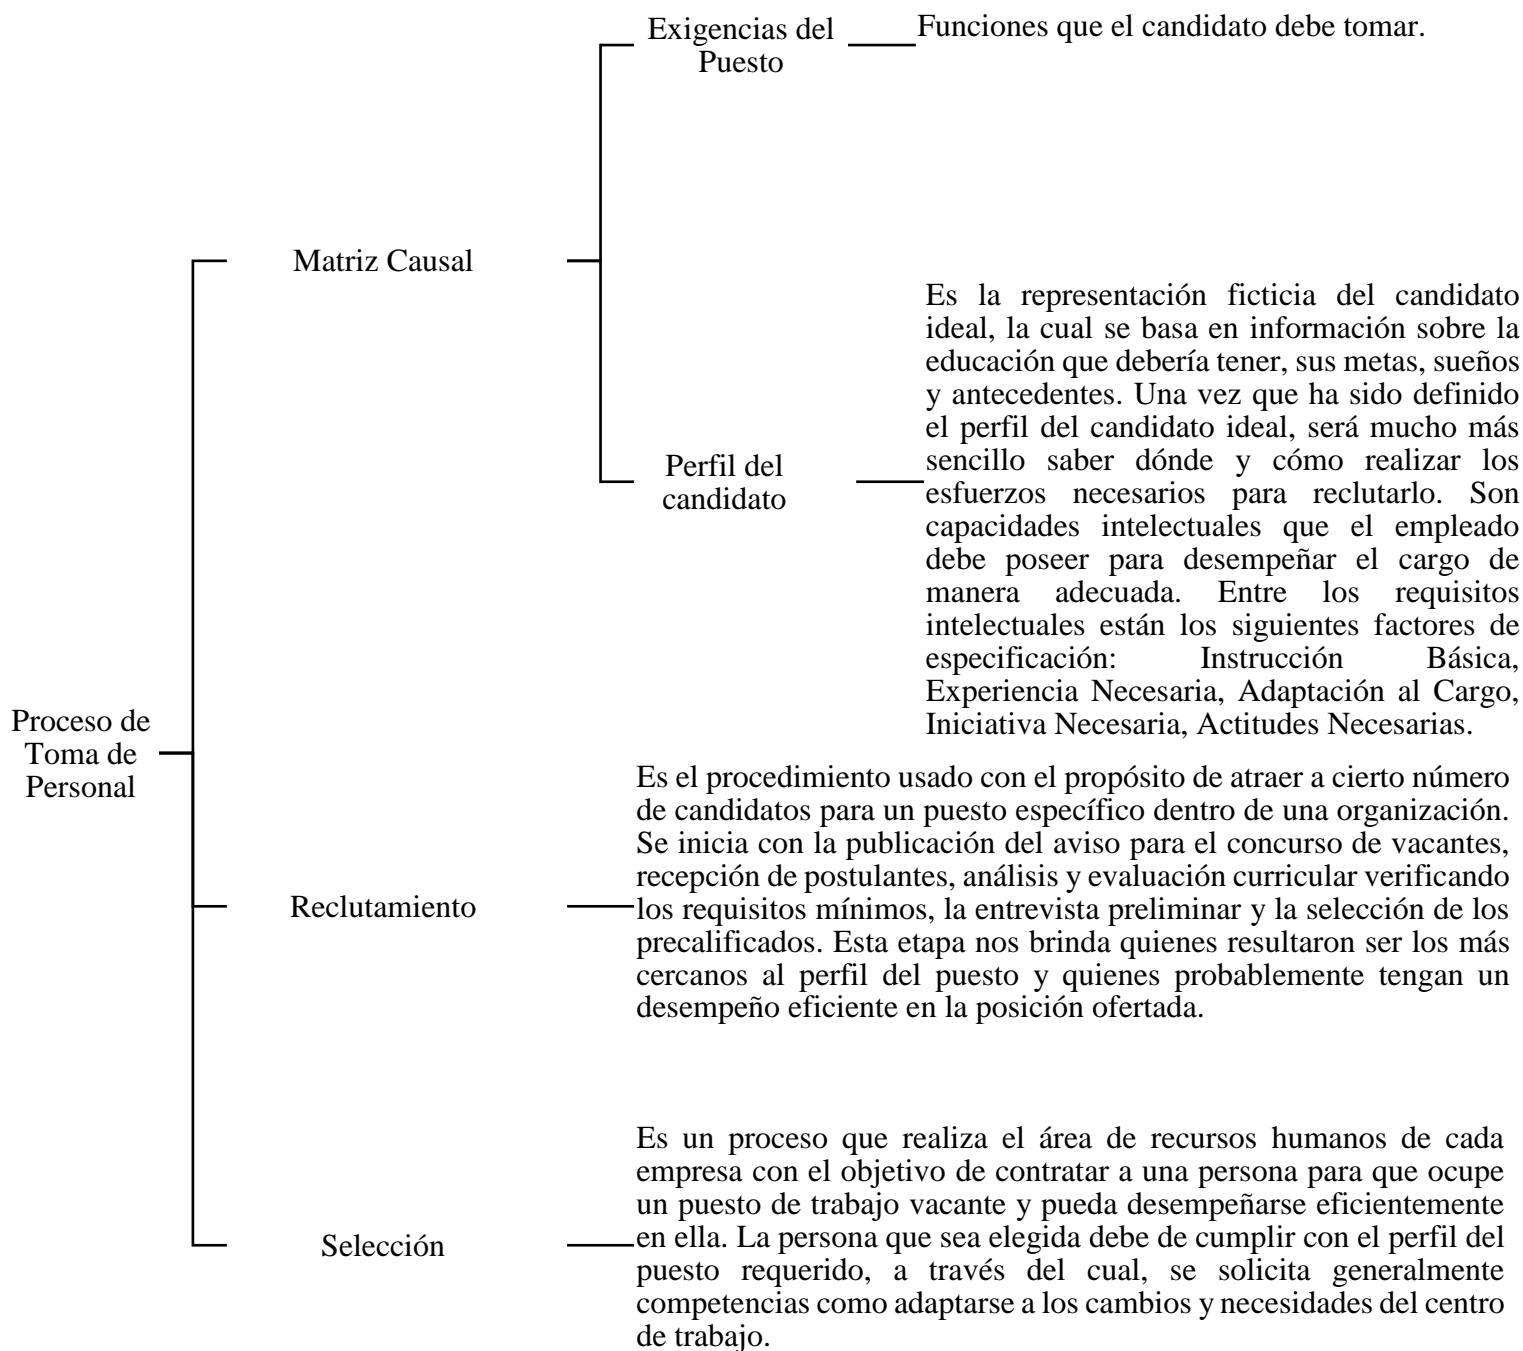 Exigencias del
Puesto
Funciones que el candidato debe tomar.
Matriz Causal
Es la representación ficticia del candidato
ideal, la cual se basa en información sobre la
educación que debería tener, sus metas, sueños
y antecedentes. Una vez que ha sido definido
el perfil del candidato ideal, será mucho más
sencillo saber dónde y cómo realizar los
esfuerzos necesarios para reclutarlo. Son
capacidades intelectuales que el empleado
debe poseer para desempeñar el cargo de
manera adecuada. Entre los requisitos
intelectuales están los siguientes factores de
especificación: Instrucción Básica,
Experiencia Necesaria, Adaptación al Cargo,
Iniciativa Necesaria, Actitudes Necesarias.
Perfil del
candidato
Proceso de
Toma de
Personal
Es el procedimiento usado con el propósito de atraer a cierto número
de candidatos para un puesto específico dentro de una organización.
Se inicia con la publicación del aviso para el concurso de vacantes,
recepción de postulantes, análisis y evaluación curricular verificando
los requisitos mínimos, la entrevista preliminar y la selección de los
precalificados. Esta etapa nos brinda quienes resultaron ser los más
cercanos al perfil del puesto y quienes probablemente tengan un
desempeño eficiente en la posición ofertada.
Reclutamiento
Es un proceso que realiza el área de recursos humanos de cada
empresa con el objetivo de contratar a una persona para que ocupe
un puesto de trabajo vacante y pueda desempeñarse eficientemente
en ella. La persona que sea elegida debe de cumplir con el perfil del
puesto requerido, a través del cual, se solicita generalmente
competencias como adaptarse a los cambios y necesidades del centro
de trabajo.
Selección